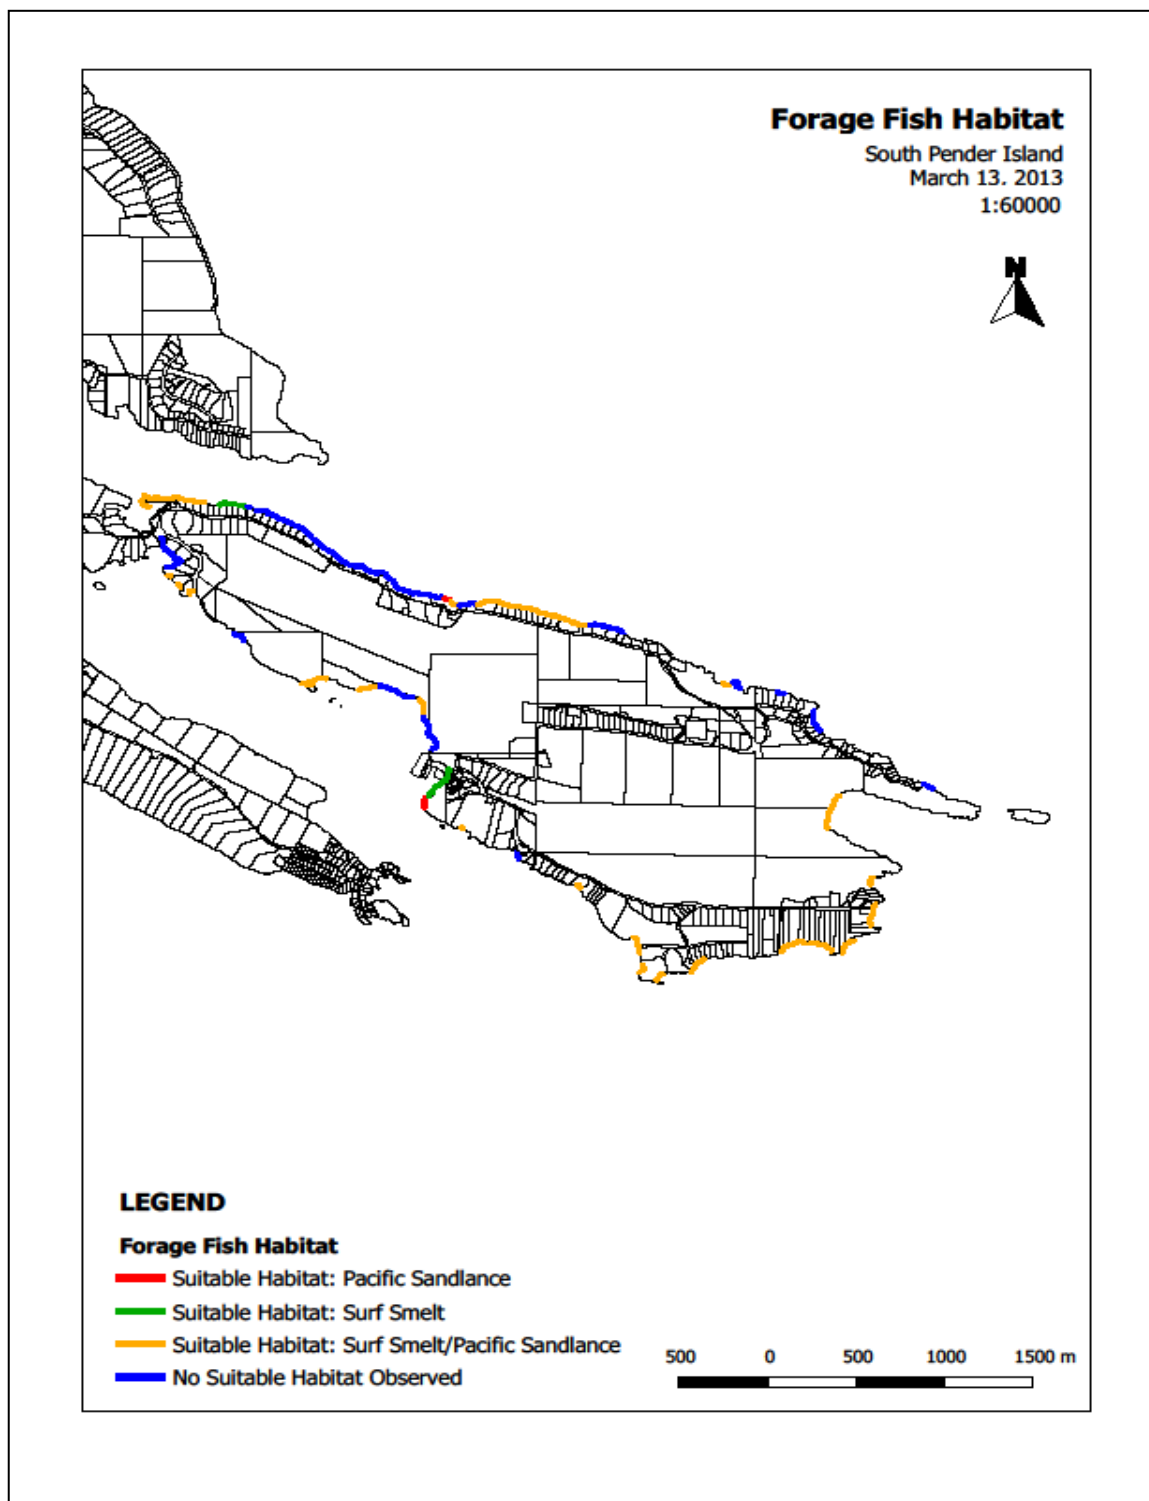 Forage Fish Habitat
South Pender Island
March 13. 2013
1:60000
N
LEGEND
Forage Fish Habitat
Suitable Habitat: Pacific Sandlance
Suitable Habitat: Surf Smelt
Suitable Habitat: Surf Smelt/Pacific Sandlance
No Suitable Habitat Observed
500 0 500 1000 1500 m